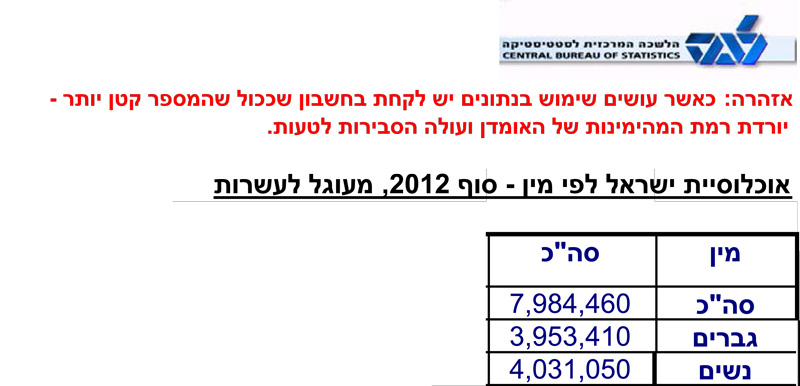 הלשכה המרכזית לסטטיסטיקה
CENTRAL BUREAU OF STATISTICS
אזהרה: כאשר עושים שימוש בנתונים יש לקחת בחשבון שככול שהמספר קטן יותר -
יורדת רמת המהימינות של האומדן ועולה הסבירות לטעות.
אוכלוסיית ישראל לפי מין - סוף 2012, מעוגל לעשרות
מין סה"כ
סה"כ 7,984,460
גברים 3,953,410
נשים 4,031,050